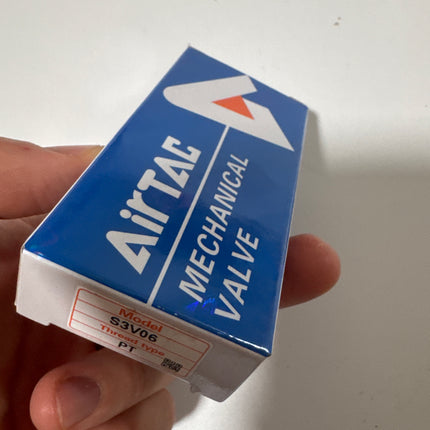 AirTAC
MECHANICAL
VALVE
Model
S3V06
Thread type
PT